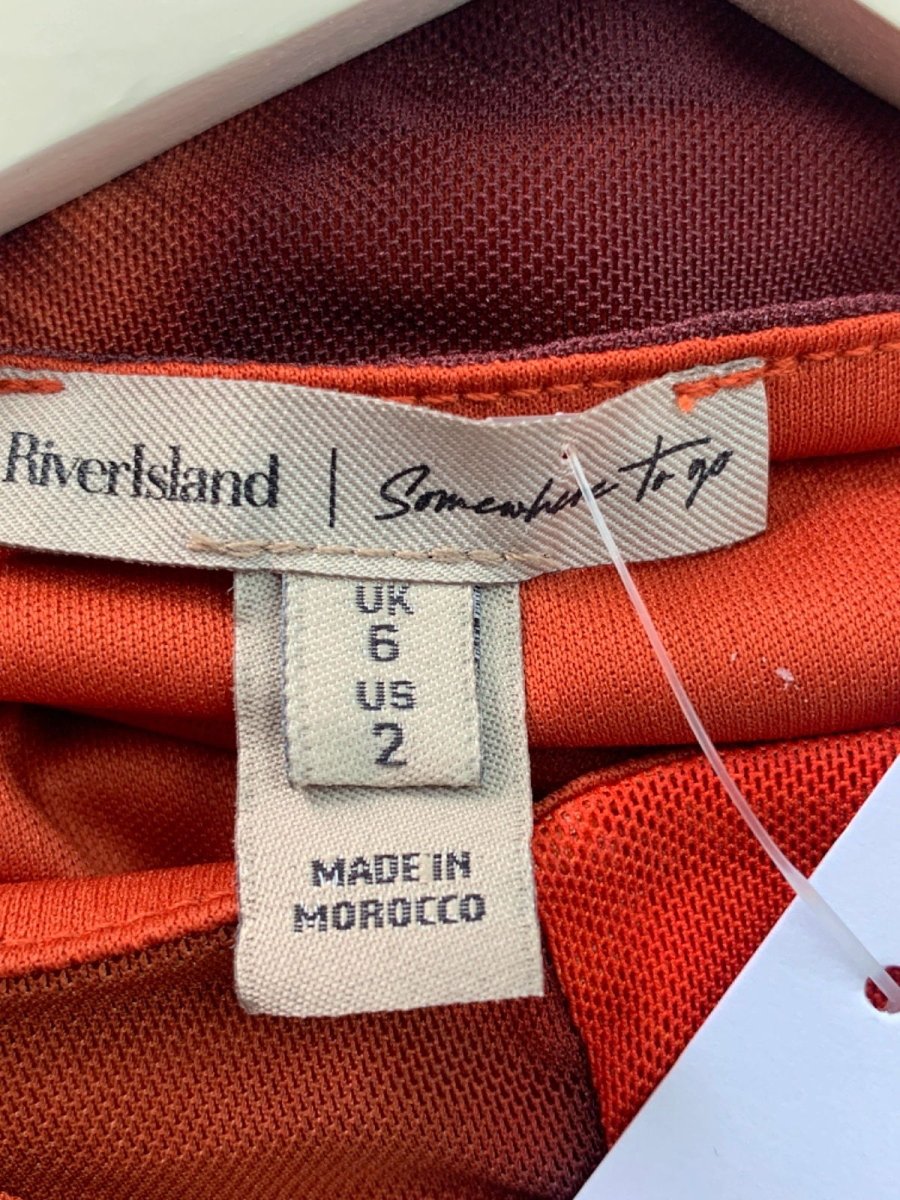 RiverIsland | Somewhere to go
UK
6
US
2
MADE IN
MOROCCO